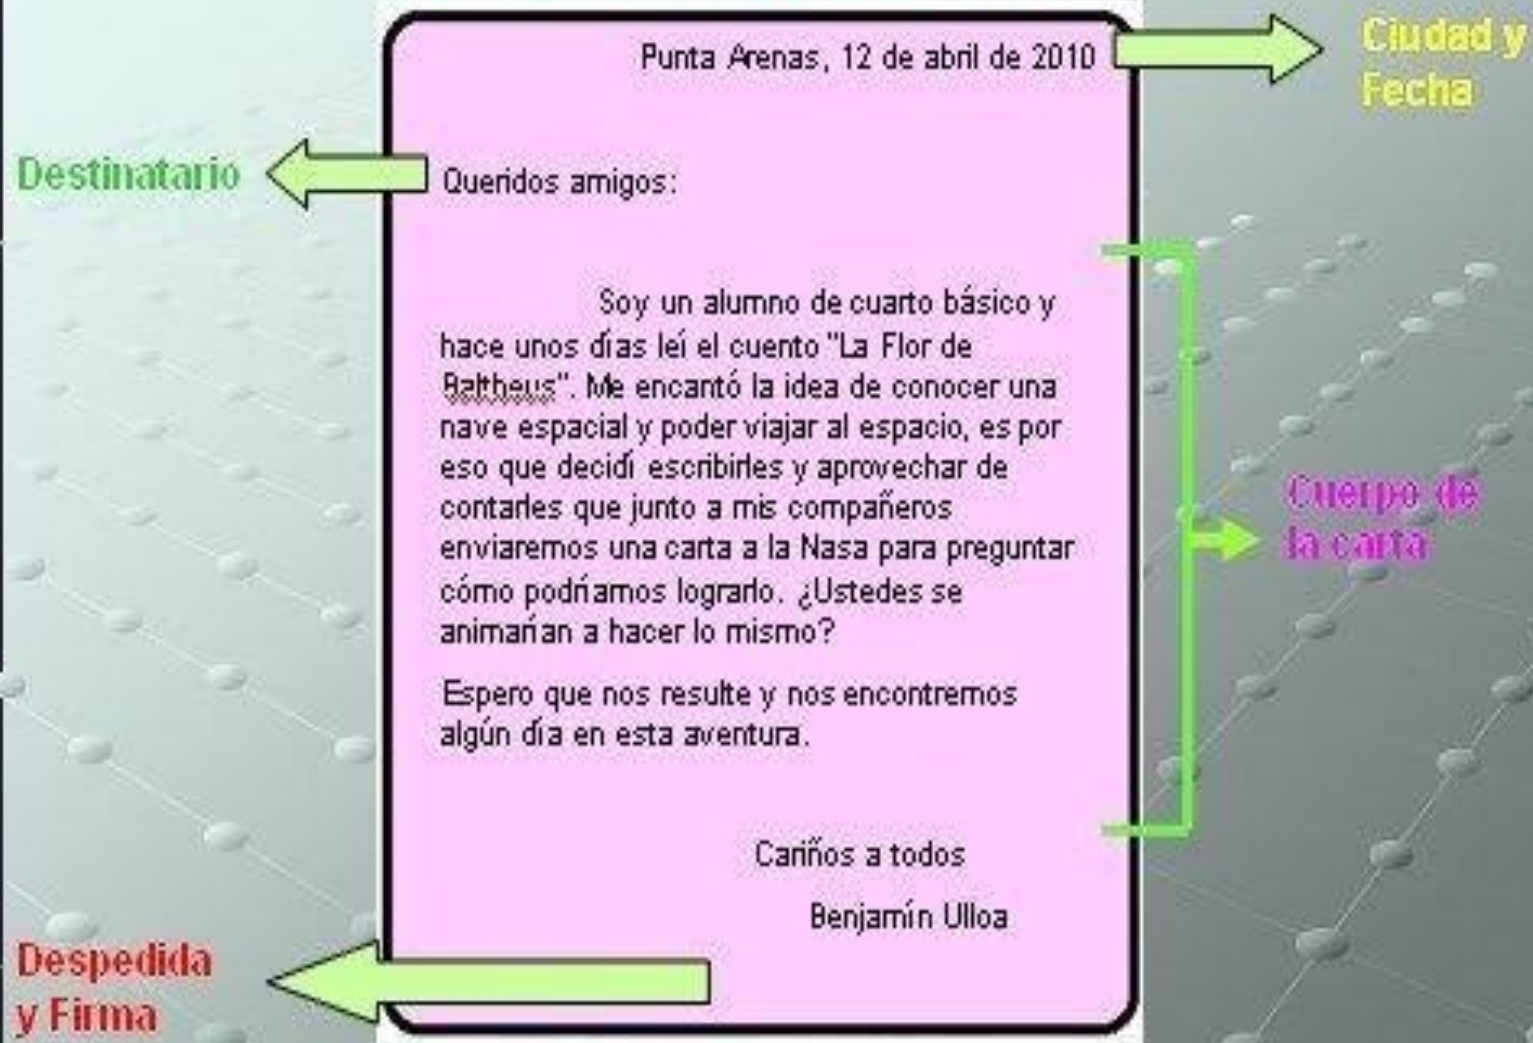 Punta Arenas, 12 de abril de 2010
Ciudad y
Fecha
Destinatario
Queridos amigos:
Soy un alumno de cuarto básico y
hace unos días leí el cuento "La Flor de
Baltheus". Me encantó la idea de conocer una
nave espacial y poder viajar al espacio, es por
eso que decidí escribirles y aprovechar de
contarles que junto a mis compañeros
enviaremos una carta a la Nasa para preguntar
cómo podríamos lograrlo. ¿Ustedes se
animarían a hacer lo mismo?
Espero que nos resulte y nos encontremos
algún día en esta aventura.
Cuerpo de
la carta
Cariños a todos
Benjamín Ulloa
Despedida
y Firma